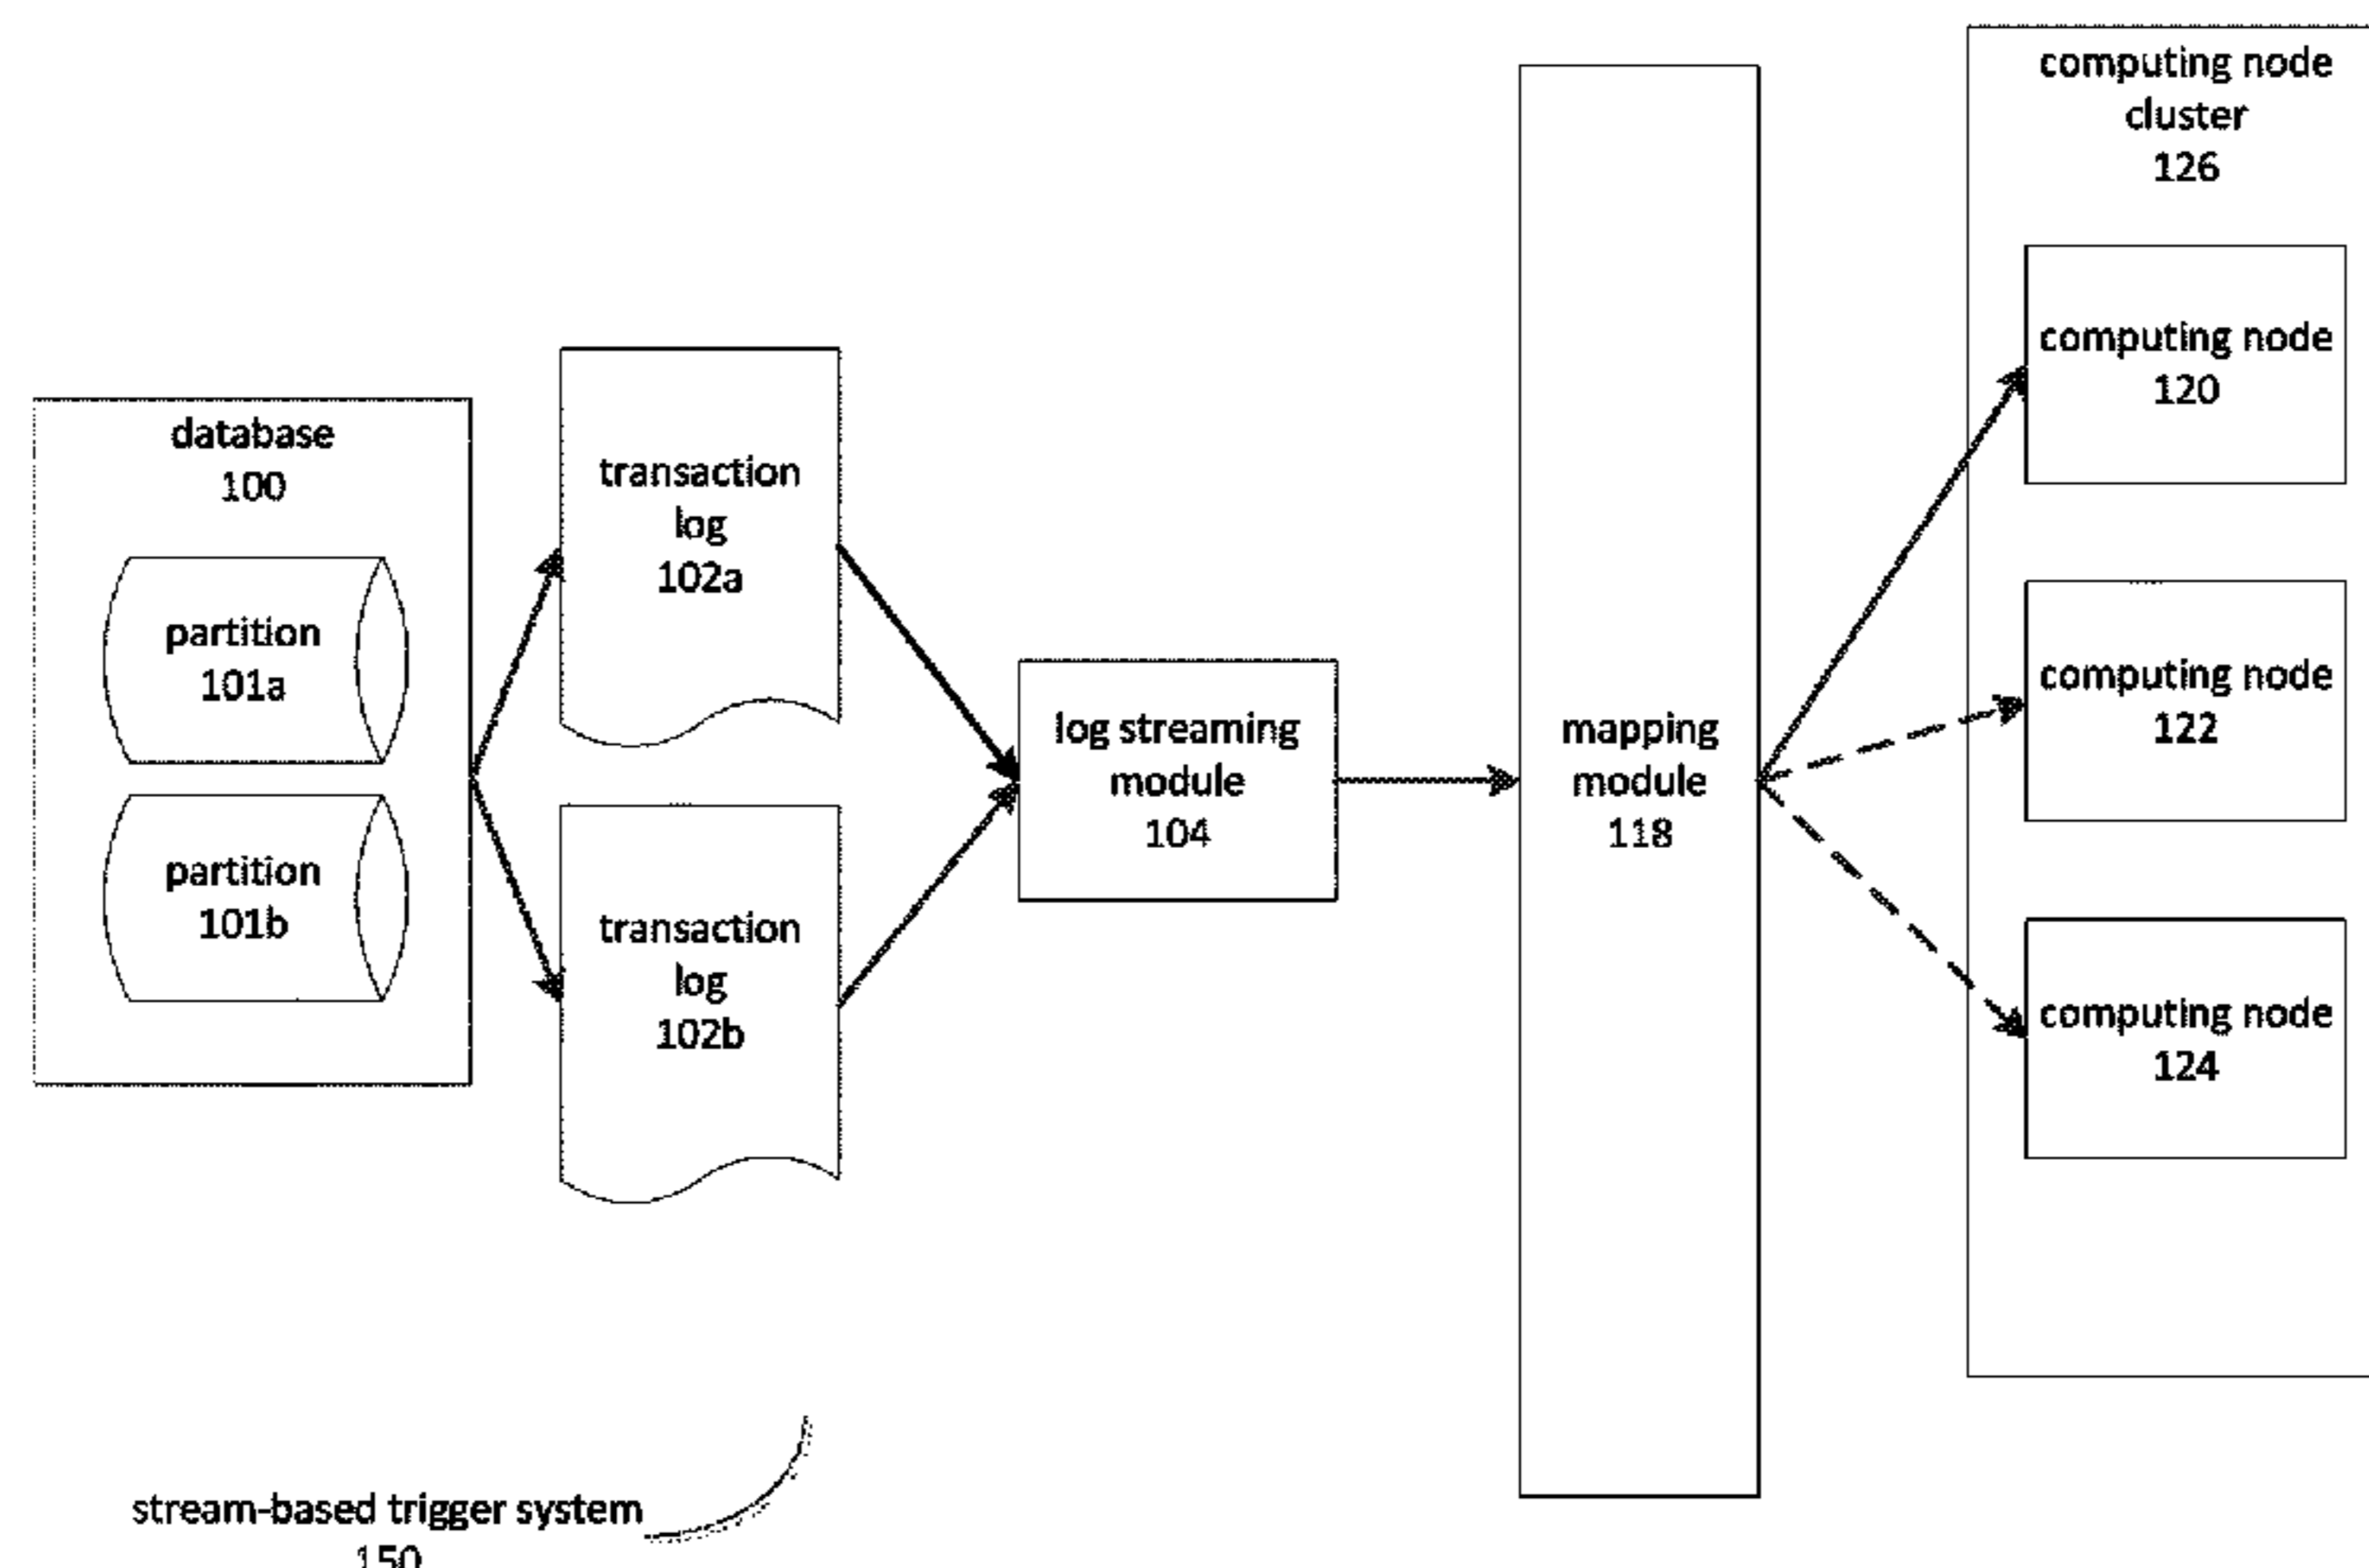 database
100
partition
101a
partition
101b
transaction
log
102a
transaction
log
102b
log streaming
module
104
mapping
module
118
computing node
cluster
126
computing node
120
computing node
122
computing node
124
stream-based trigger system
150